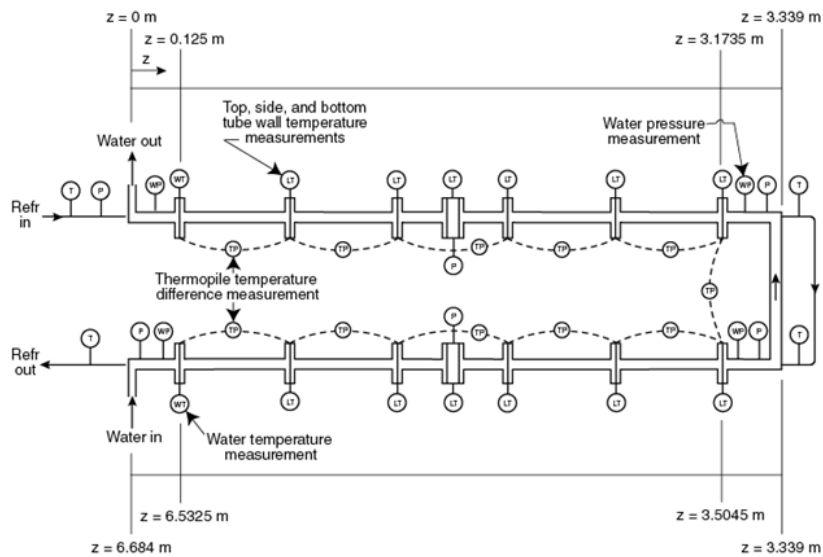 z = 0 m
z = 3.339 m
z = 0.125 m
z = 3.1735 m
z
Top, side, and bottom
tube wall temperature
measurements
Water pressure
measurement
Water out
T P WP WT LT LT LT LT LT LT WP P T
Refr
in
TP TP TP TP TP
P
Thermopile temperature
difference measurement
TP
P
T P WP TP TP TP TP TP WP P T
Refr
out
WT LT LT LT LT LT LT
Water in
Water temperature
measurement
z = 6.5325 m
z = 3.5045 m
z = 6.684 m
z = 3.339 m